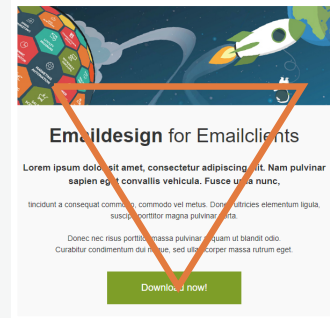 Emaildesign for Emailclients
Lorem ipsum dolor sit amet, consectetur adipiscing elit. Nam pulvinar
sapien eget convallis vehicula. Fusce urna nunc,
tincidunt a consequat commodo, commodo vel metus. Donec ultricies elementum ligula,
suscipit porttitor magna pulvinar porta.
Donec nec risus porttitor massa pulvinar aliquam ut blandit odio.
Curabitur condimentum dui neque, sed ullamcorper massa rutrum eget.
Download now!